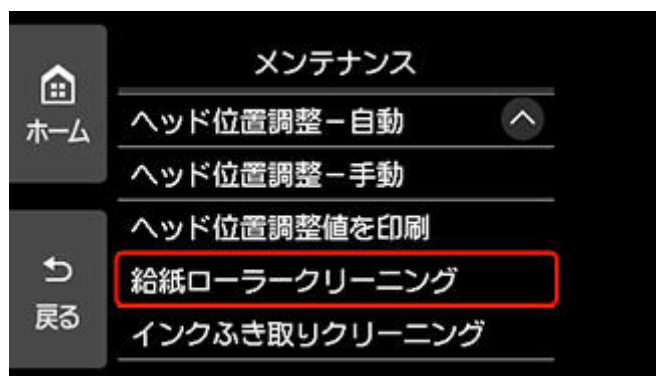 メンテナンス
ホーム
ヘッド位置調整－自動
ヘッド位置調整－手動
ヘッド位置調整値を印刷
給紙ローラークリーニング
戻る
インクふき取りクリーニング